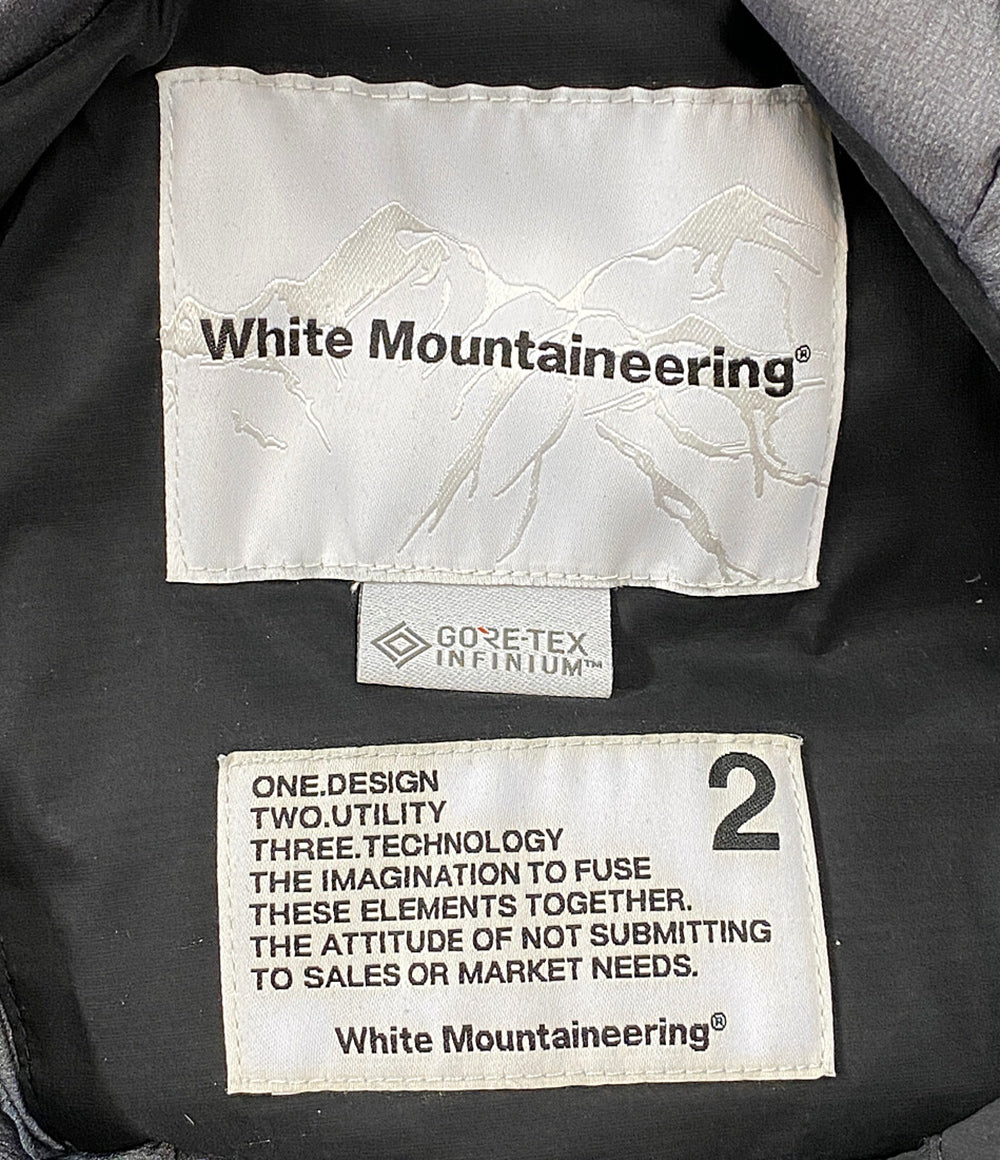 White Mountaineering®
GORE-TEX
INFINIUM™
2
ONE.DESIGN
TWO.UTILITY
THREE.TECHNOLOGY
THE IMAGINATION TO FUSE
THESE ELEMENTS TOGETHER.
THE ATTITUDE OF NOT SUBMITTING
TO SALES OR MARKET NEEDS.
White Mountaineering®